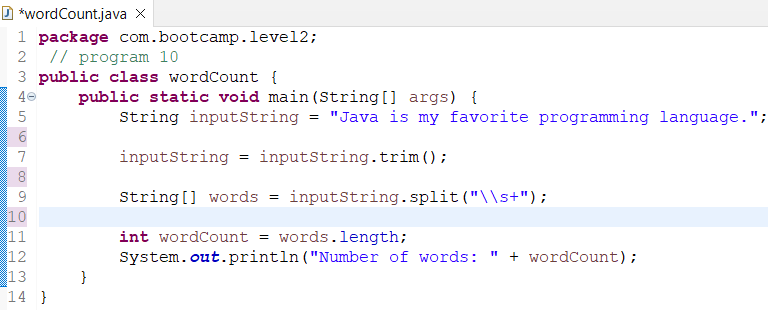 *wordCount.java
1 package com.bootcamp.level2;
2 // program 10
3 public class wordCount {
4 public static void main(String[] args) {
5 String inputString = "Java is my favorite programming language.";
6
7 inputString = inputString.trim();
8
9 String[] words = inputString.split("\\s+");
10
11 int wordCount = words.length;
12 System.out.println("Number of words: " + wordCount);
13 }
14 }